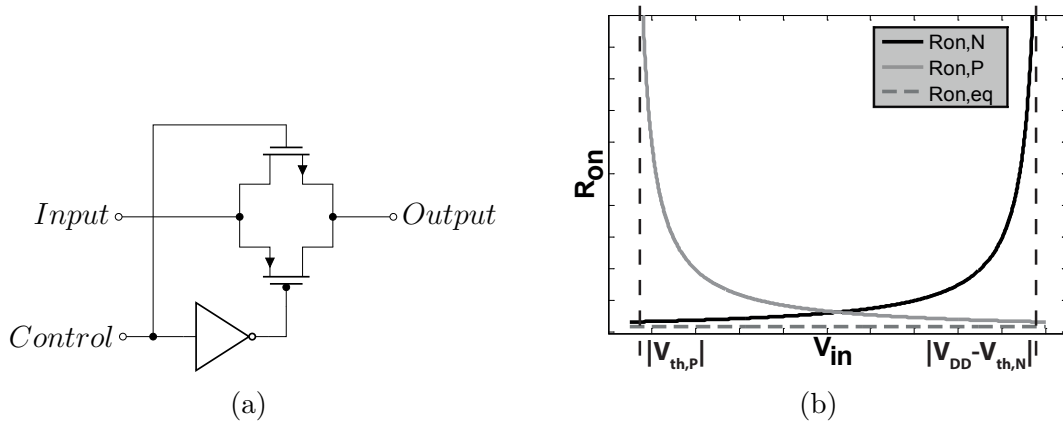 Input
Output
Control
(a)
Ron,N
Ron,P
Ron,eq
Ron
|Vth,P|
Vin
|VDD-Vth,N|
(b)